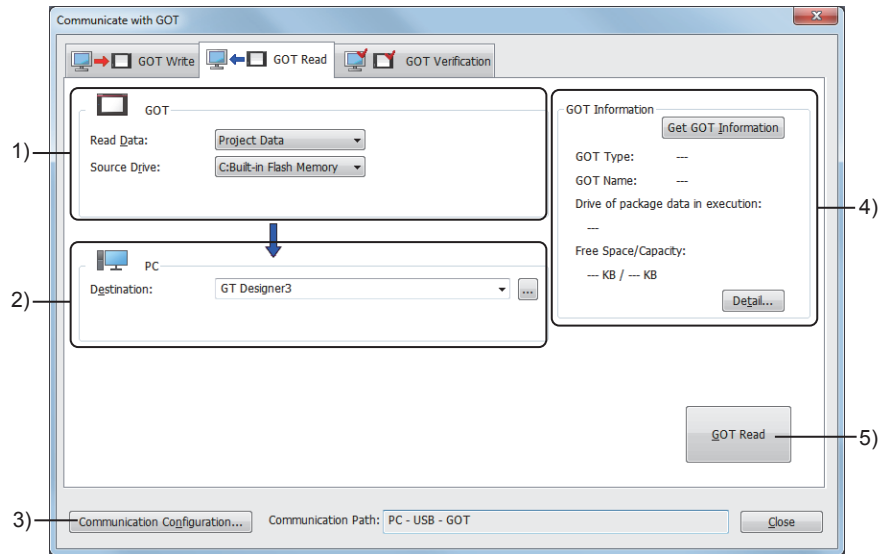 Communicate with GOT
x
GOT Write
GOT Read
GOT Verification
GOT
Read Data: Project Data
Source Drive: C:Built-in Flash Memory
1)
PC
Destination: GT Designer3 ...
2)
GOT Information
Get GOT Information
GOT Type: ---
GOT Name: ---
Drive of package data in execution:
---
Free Space/Capacity:
--- KB / --- KB
Detail...
4)
GOT Read
5)
3)
Communication Configuration... Communication Path: PC - USB - GOT Close